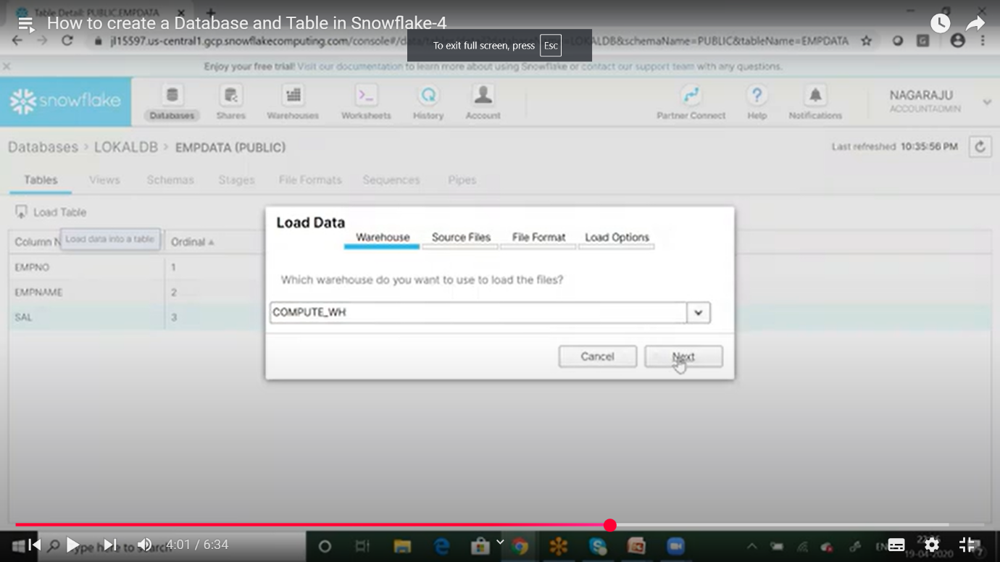 Table Detail: PUBLIC.EMPDATA
How to create a Database and Table in Snowflake-4
jl15597.us-central1.gcp.snowflakecomputing.com/console#/data/
LDB&schemaName=PUBLIC&tableName=EMPDATA
To exit full screen, press Esc
Enjoy your free trial! Visit our documentation to learn more about using Snowflake or contact our support team with any questions.
snowflake
Databases Shares Warehouses Worksheets History Account Partner Connect Help Notifications
NAGARAJU
ACCOUNTADMIN
Databases > LOKALDB > EMPDATA (PUBLIC)
Last refreshed 10:35:56 PM
Tables Views Schemas Stages File Formats Sequences Pipes
Load Table
Column N Ordinal
Load data into a table
EMPNO 1
EMPNAME 2
SAL 3
Load Data
Warehouse Source Files File Format Load Options
Which warehouse do you want to use to load the files?
COMPUTE_WH
Cancel Next
4:01 / 6:34
ype here to search
19-04-2020